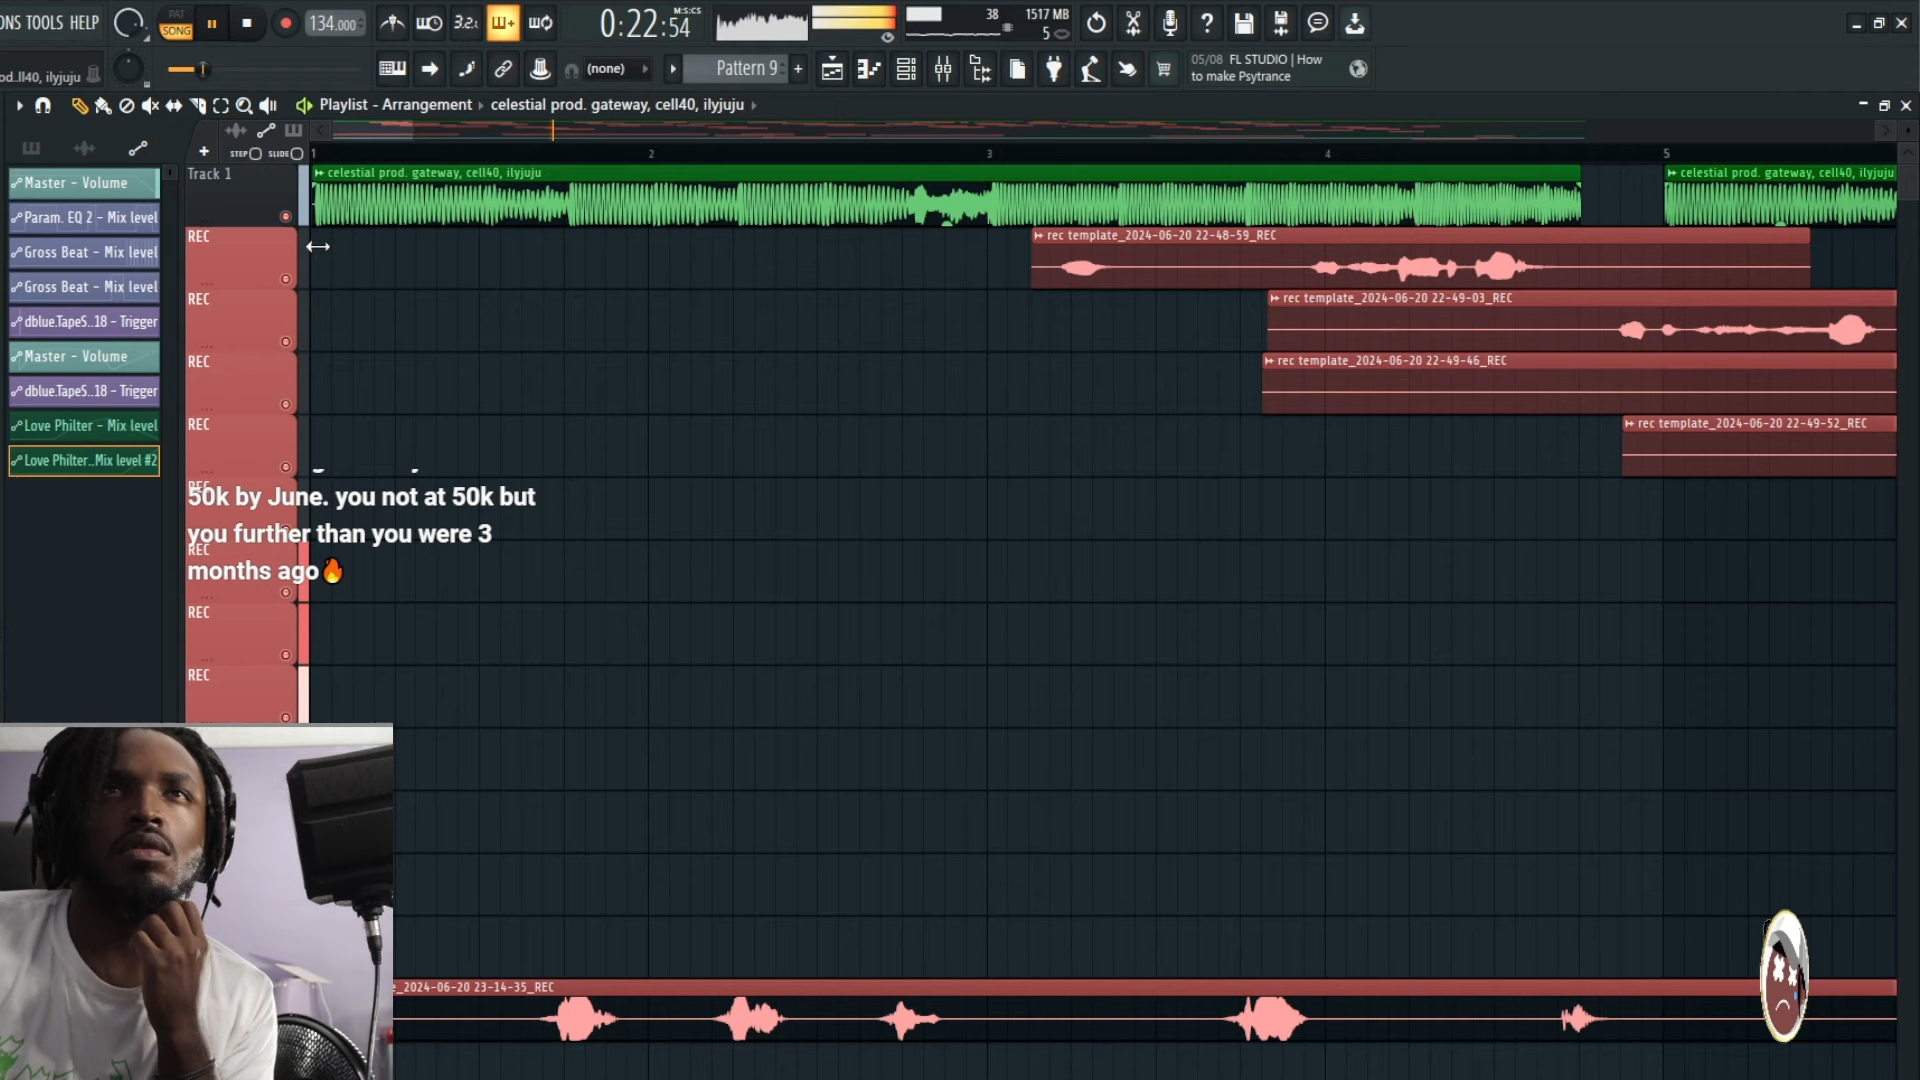 ONS TOOLS HELP
PAT
SONG
134.000
3.2.
0:22:54
M:S:CS
38
1517 MB
5
od..ll40, ilyjuju
(none)
Pattern 9
+
05/08 FL STUDIO | How
to make Psytrance
Playlist - Arrangement
celestial prod. gateway, cell40, ilyjuju
STEP
SLIDE
1
2
3
4
5
Master - Volume
Param. EQ 2 - Mix level
Gross Beat - Mix level
Gross Beat - Mix level
dblue.TapeS..18 - Trigger
Master - Volume
dblue.TapeS..18 - Trigger
Love Philter - Mix level
Love Philter..Mix level #2
Track 1
celestial prod. gateway, cell40, ilyjuju
celestial prod. gateway, cell40, ilyjuju
REC
rec template_2024-06-20 22-48-59_REC
REC
rec template_2024-06-20 22-49-03_REC
REC
rec template_2024-06-20 22-49-46_REC
REC
rec template_2024-06-20 22-49-52_REC
REC
50k by June. you not at 50k but
you further than you were 3
REC
months ago🔥
REC
REC
e_2024-06-20 23-14-35_REC